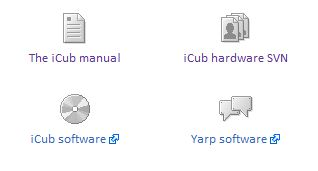 The iCub manual
iCub hardware SVN
iCub software
Yarp software